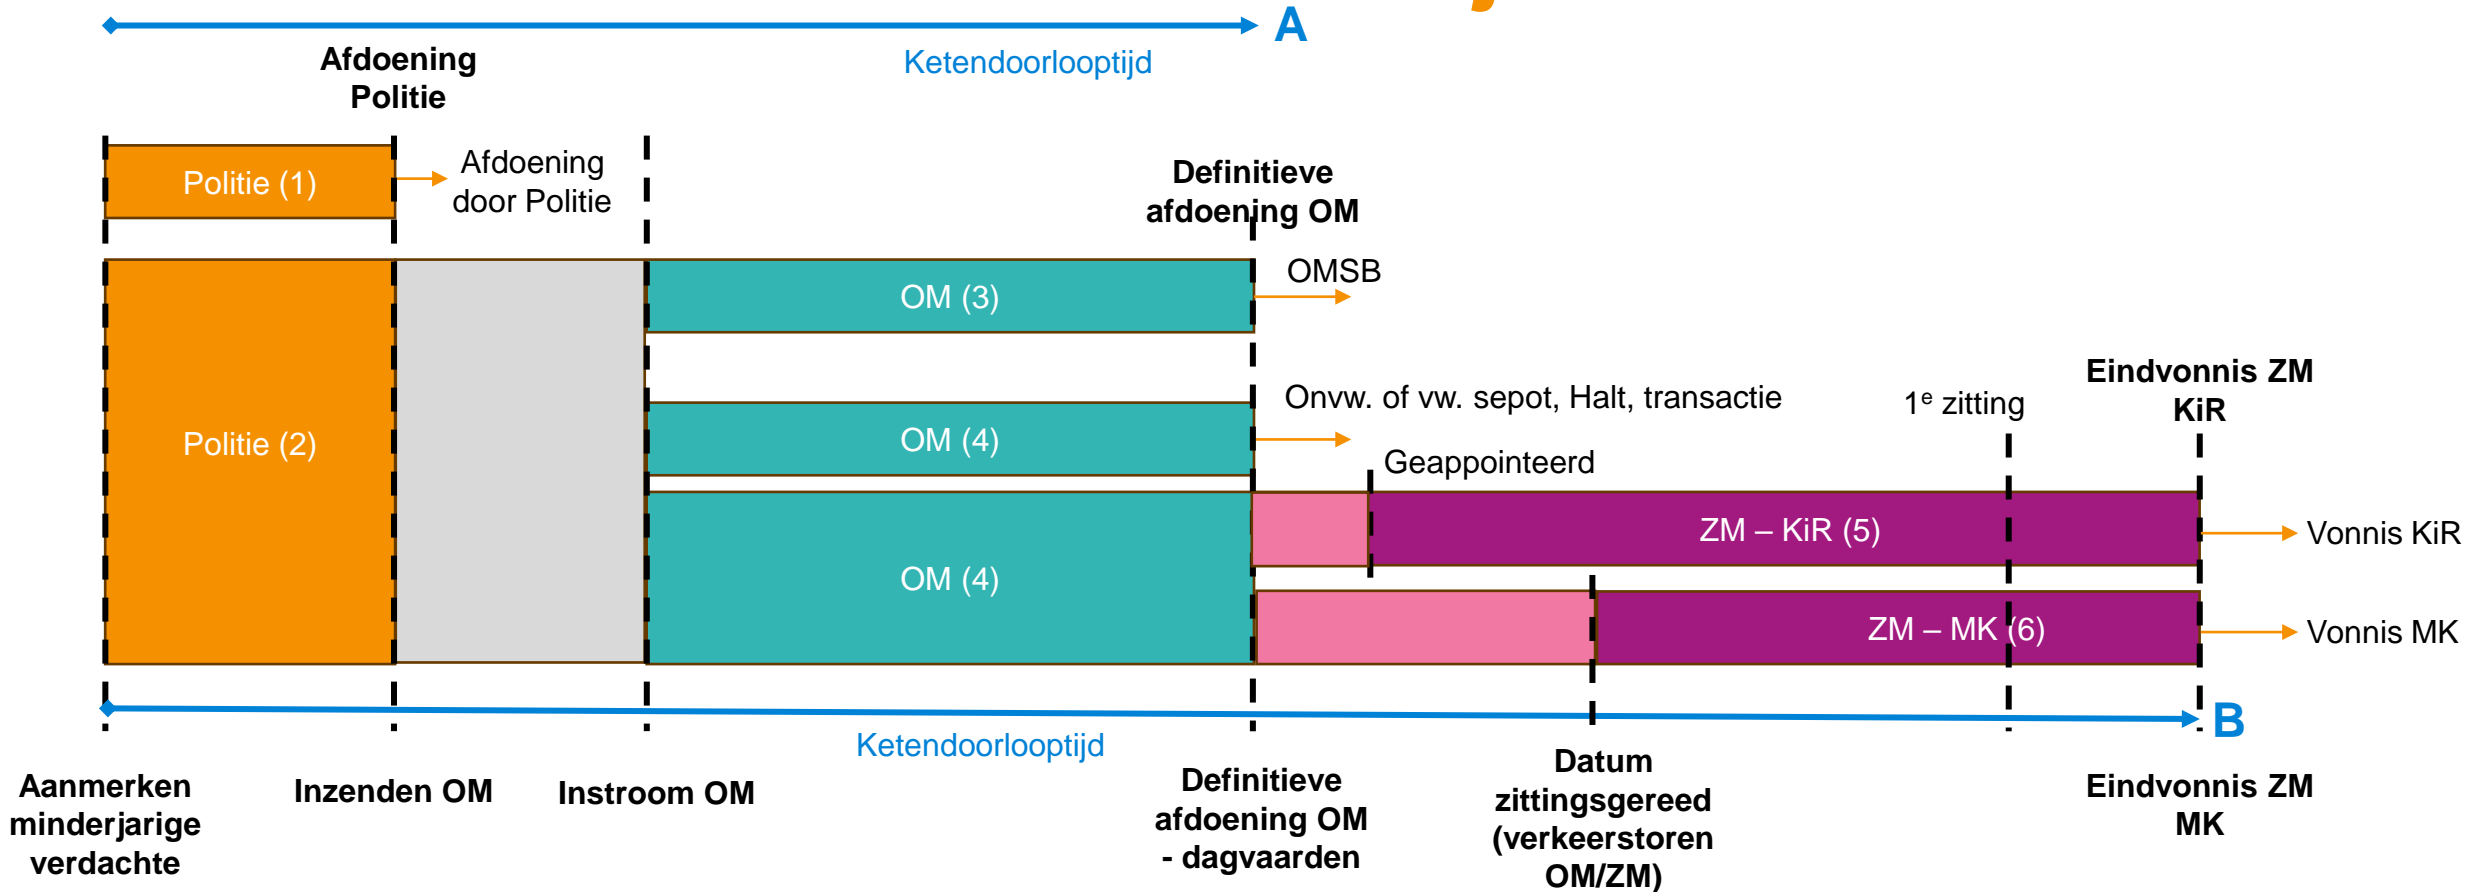 A
Ketendoorlooptijd
Afdoening
Politie
Politie (1)
Afdoening
door Politie
Definitieve
afdoening OM
OMSB
OM (3)
Politie (2)
OM (4)
Onvw. of vw. sepot, Halt, transactie
Geappointeerd
1e zitting
Eindvonnis ZM
KiR
ZM – KiR (5)
Vonnis KiR
OM (4)
ZM – MK (6)
Vonnis MK
B
Ketendoorlooptijd
Aanmerken
minderjarige
verdachte
Inzenden OM
Instroom OM
Definitieve
afdoening OM
- dagvaarden
Datum
zittingsgereed
(verkeerstoren
OM/ZM)
Eindvonnis ZM
MK